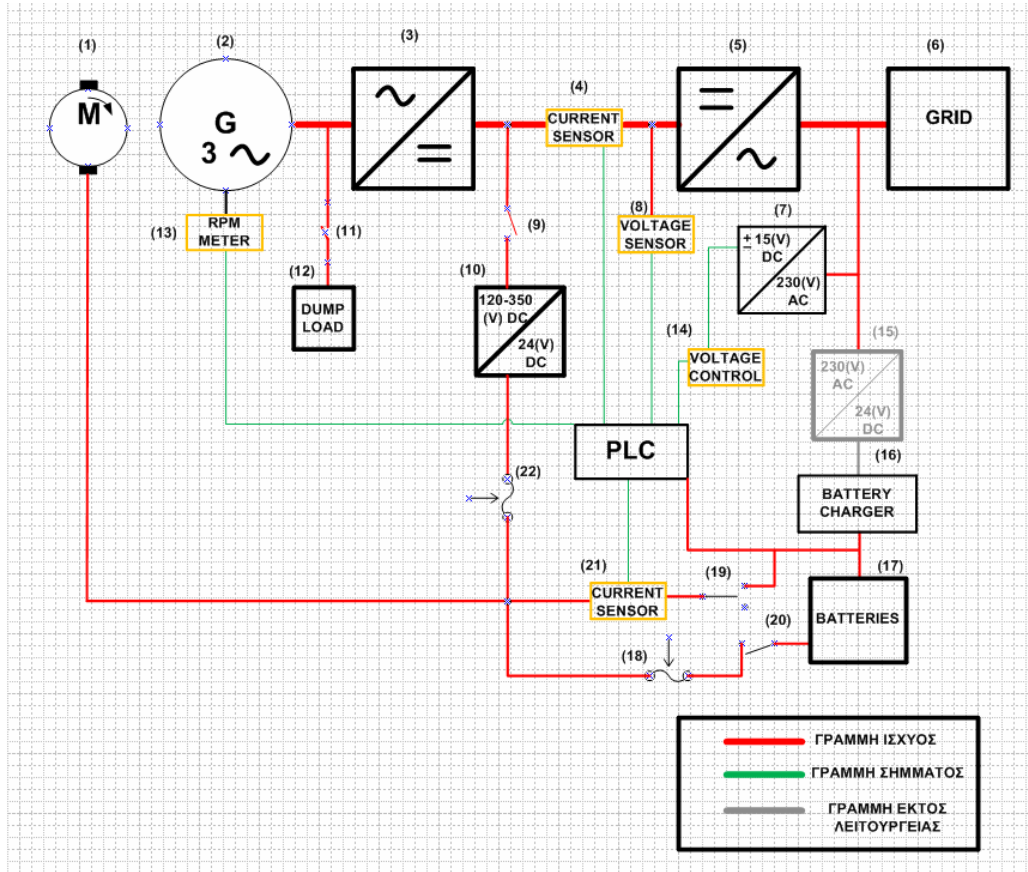 (1)
(2)
(3)
(4)
(5)
(6)
M
G
3
CURRENT
SENSOR
GRID
(13)
RPM
METER
(11)
(9)
(8)
VOLTAGE
SENSOR
(7)
+ 15(V)
DC
230(V)
AC
(12)
DUMP
LOAD
(10)
120-350
(V) DC
24(V)
DC
(14)
VOLTAGE
CONTROL
(15)
230(V)
AC
24(V)
DC
PLC
(16)
BATTERY
CHARGER
(22)
(21)
CURRENT
SENSOR
(19)
(17)
BATTERIES
(20)
(18)
ΓΡΑΜΜΗ ΙΣΧΥΟΣ
ΓΡΑΜΜΗ ΣΗΜΜΑΤΟΣ
ΓΡΑΜΜΗ ΕΚΤΟΣ
ΛΕΙΤΟΥΡΓΕΙΑΣ